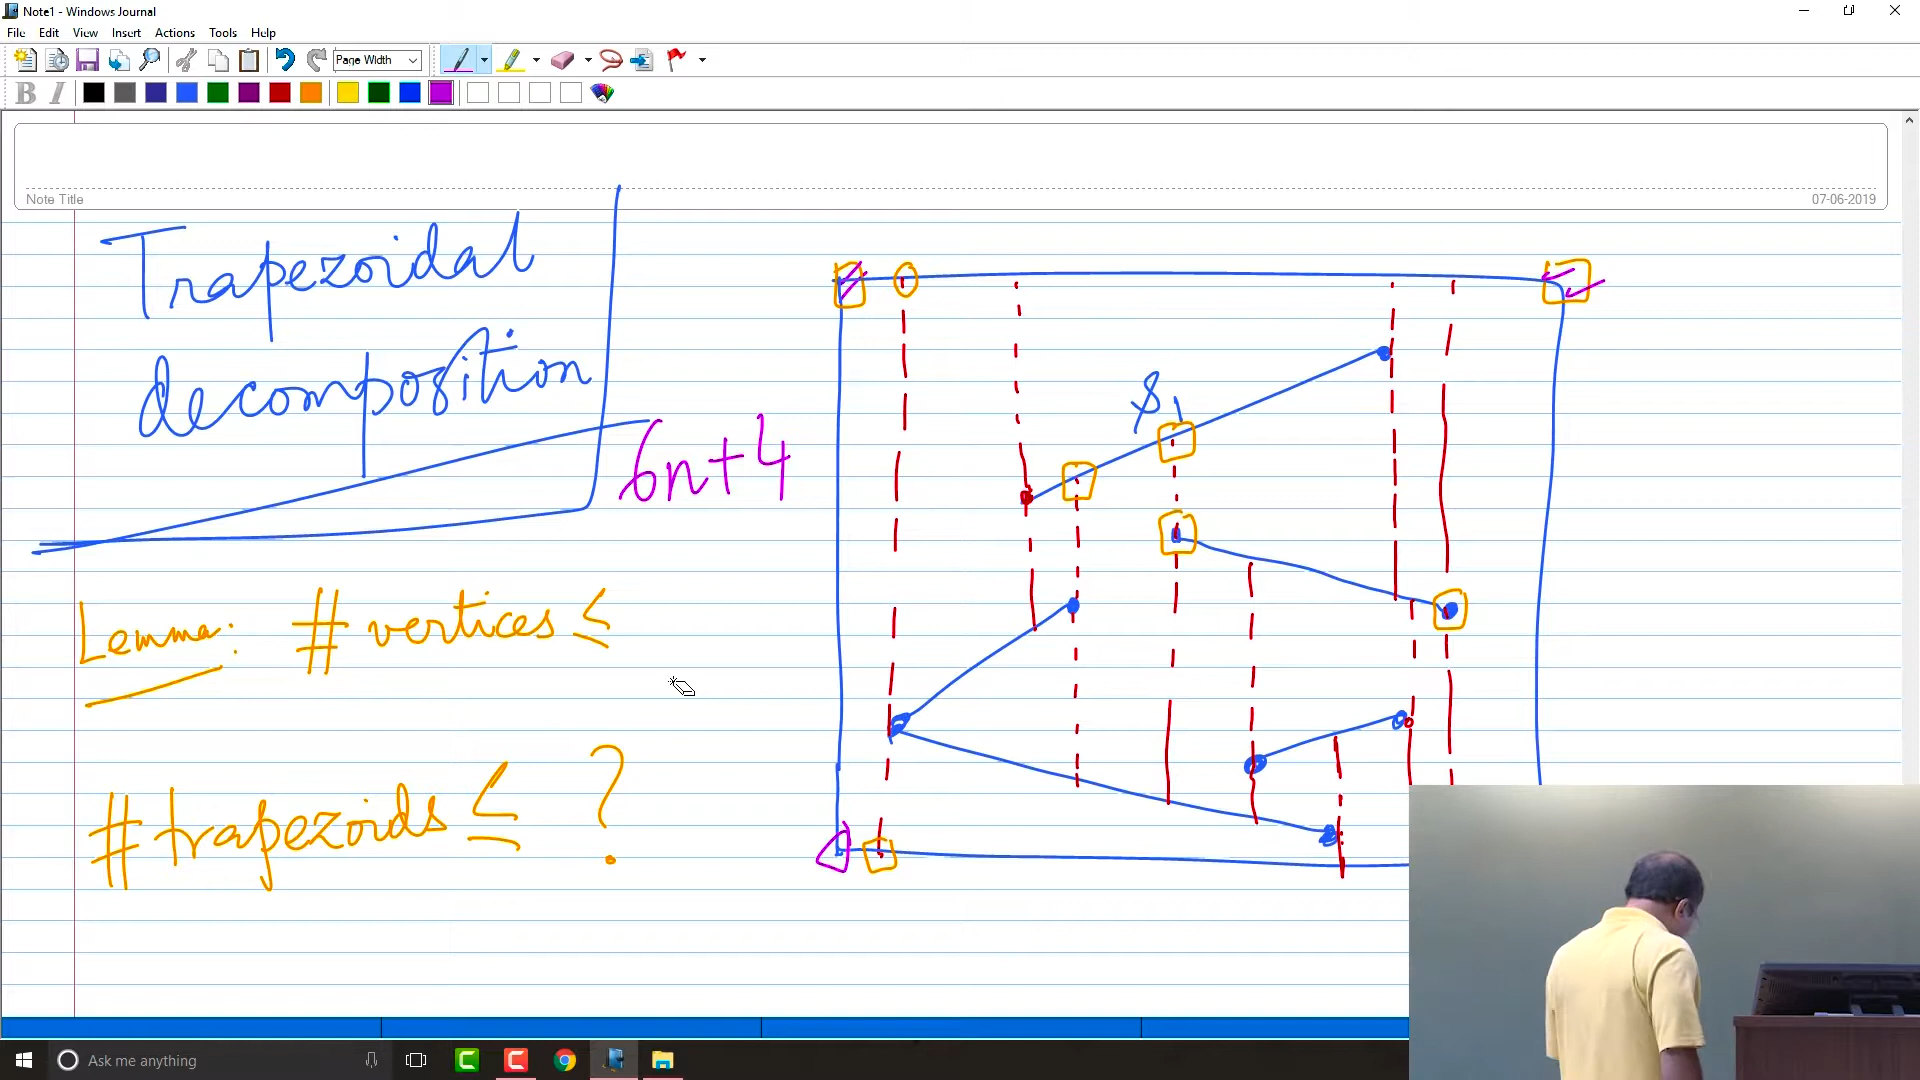 Note1 - Windows Journal
File Edit View Insert Actions Tools Help
Page Width
B I
Note Title
07-06-2019
Trapezoidal
decomposition
6n+4
S1
Lemma: # vertices ≤
# trapezoids ≤ ?
Ask me anything